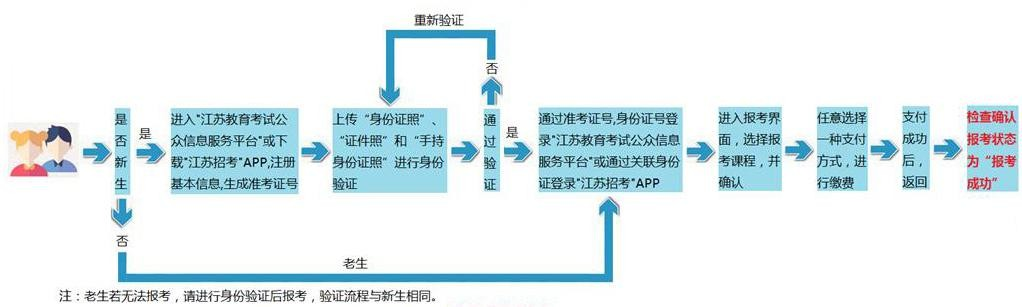 重新验证
否
是
否
新
生
是
进入"江苏教育考试公
众信息服务平台"或下
载"江苏招考"APP,注册
基本信息,生成准考证号
上传“身份证照”、
“证件照”和“手持
身份证照”进行身份
验证
通
过
验
证
是
通过准考证号,身份证号登
录"江苏教育考试公众信息
服务平台"或通过关联身份
证登录"江苏招考"APP
进入报考界
面，选择报
考课程，并
确认
任意选择
一种支付
方式，进
行缴费
支付
成功
后，
返回
检查确认
报考状态
为“报考
成功”
否
老生
注：老生若无法报考，请进行身份验证后报考，验证流程与新生相同。